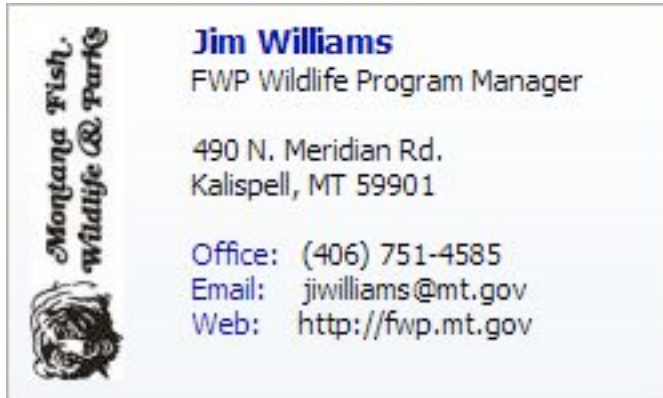 Montana Fish,
Wildlife & Parks
Jim Williams
FWP Wildlife Program Manager
490 N. Meridian Rd.
Kalispell, MT 59901
Office: (406) 751-4585
Email: jiwilliams@mt.gov
Web: http://fwp.mt.gov